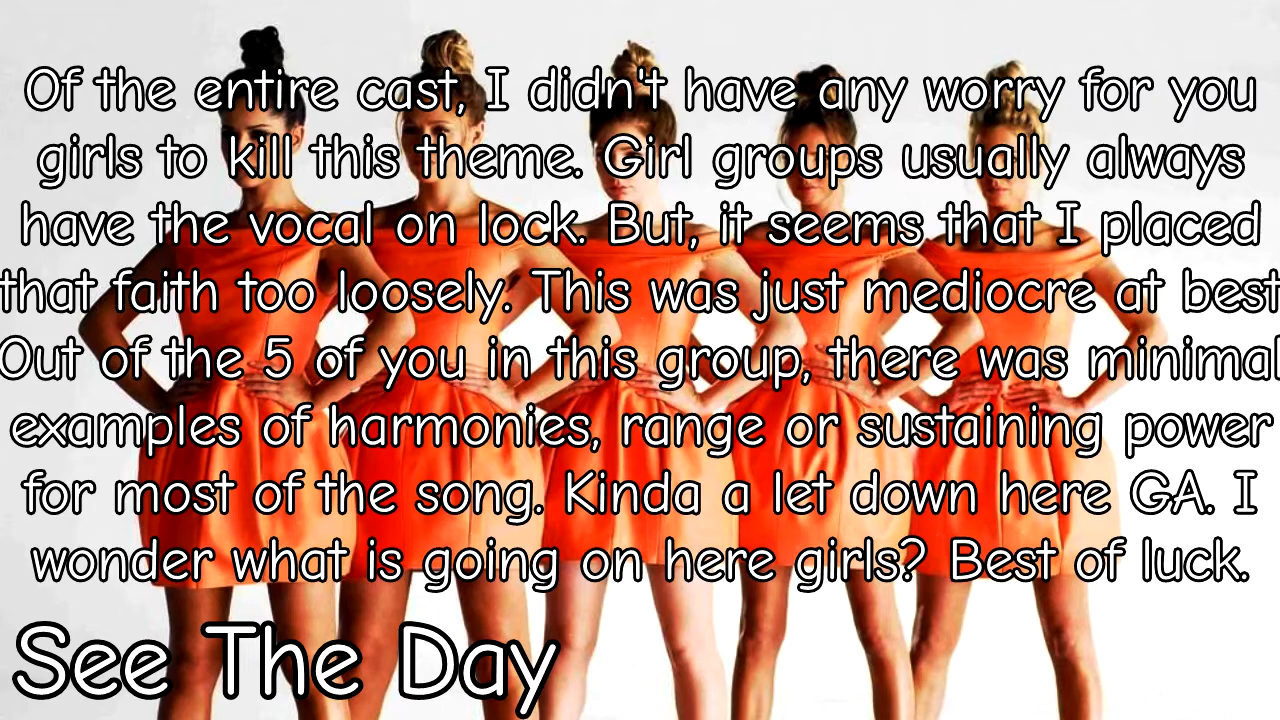 Of the entire cast, I didn't have any worry for you
girls to kill this theme. Girl groups usually always
have the vocal on lock. But, it seems that I placed
that faith too loosely. This was just mediocre at best
Out of the 5 of you in this group, there was minimal
examples of harmonies, range or sustaining power
for most of the song. Kinda a let down here GA. I
wonder what is going on here girls? Best of luck.
See The Day